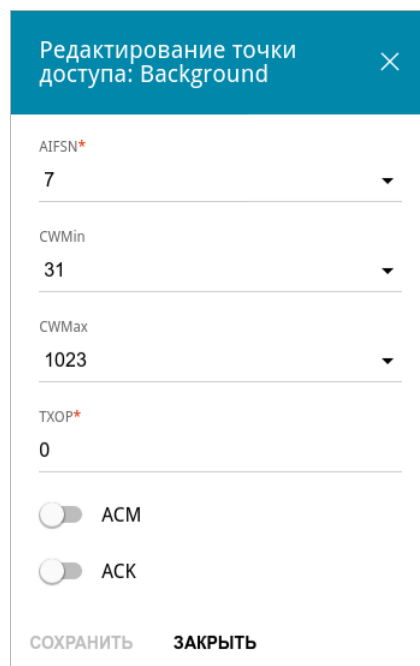 Редактирование точки
доступа: Background
AIFSN*
7
CWMin
31
CWMax
1023
TXOP*
0
ACM
ACK
СОХРАНИТЬ ЗАКРЫТЬ